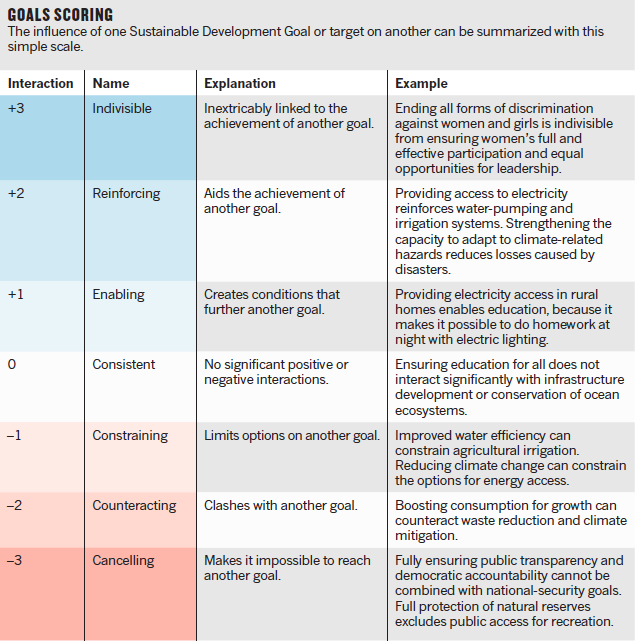 GOALS SCORING
The influence of one Sustainable Development Goal or target on another can be summarized with this
simple scale.
Interaction Name Explanation Example
+3 Indivisible Inextricably linked to the
achievement of another goal.
Ending all forms of discrimination
against women and girls is indivisible
from ensuring women's full and
effective participation and equal
opportunities for leadership.
+2 Reinforcing Aids the achievement of
another goal.
Providing access to electricity
reinforces water-pumping and
irrigation systems. Strengthening the
capacity to adapt to climate-related
hazards reduces losses caused by
disasters.
+1 Enabling Creates conditions that
further another goal.
Providing electricity access in rural
homes enables education, because it
makes it possible to do homework at
night with electric lighting.
0 Consistent No significant positive or
negative interactions.
Ensuring education for all does not
interact significantly with infrastructure
development or conservation of ocean
ecosystems.
–1 Constraining Limits options on another goal.
Improved water efficiency can
constrain agricultural irrigation.
Reducing climate change can constrain
the options for energy access.
–2 Counteracting Clashes with another goal.
Boosting consumption for growth can
counteract waste reduction and climate
mitigation.
–3 Cancelling Makes it impossible to reach
another goal.
Fully ensuring public transparency and
democratic accountability cannot be
combined with national-security goals.
Full protection of natural reserves
excludes public access for recreation.